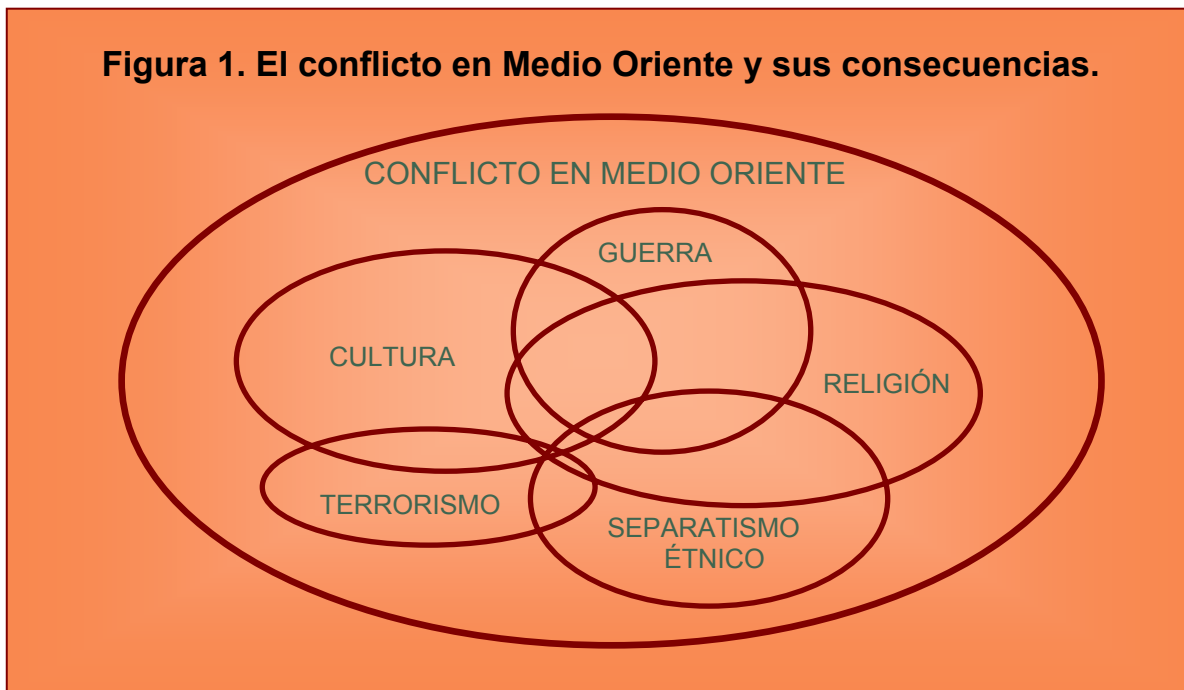 Figura 1. El conflicto en Medio Oriente y sus consecuencias.
CONFLICTO EN MEDIO ORIENTE
GUERRA
CULTURA
RELIGIÓN
TERRORISMO
SEPARATISMO
ÉTNICO